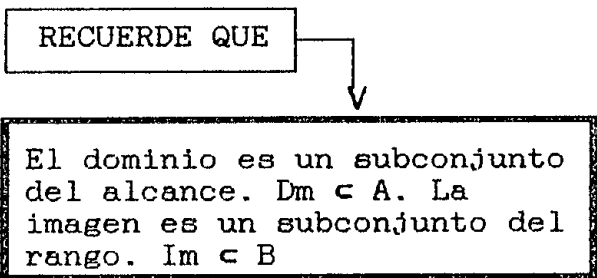 RECUERDE QUE
El dominio es un subconjunto
del alcance. Dm ⊂ A. La
imagen es un subconjunto del
rango. Im ⊂ B